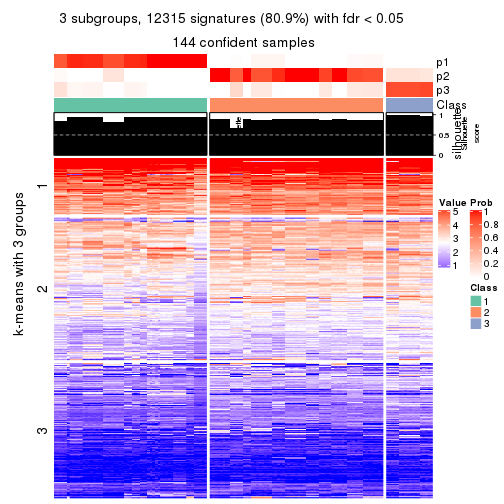 3 subgroups, 12315 signatures (80.9%) with fdr < 0.05
144 confident samples
p1
p2
p3
Class
1
0.5
0
silhouette
Silhouette
score
k-means with 3 groups
1
2
3
Value
5
4
3
2
1
Prob
1
0.8
0.6
0.4
0.2
0
Class
1
2
3